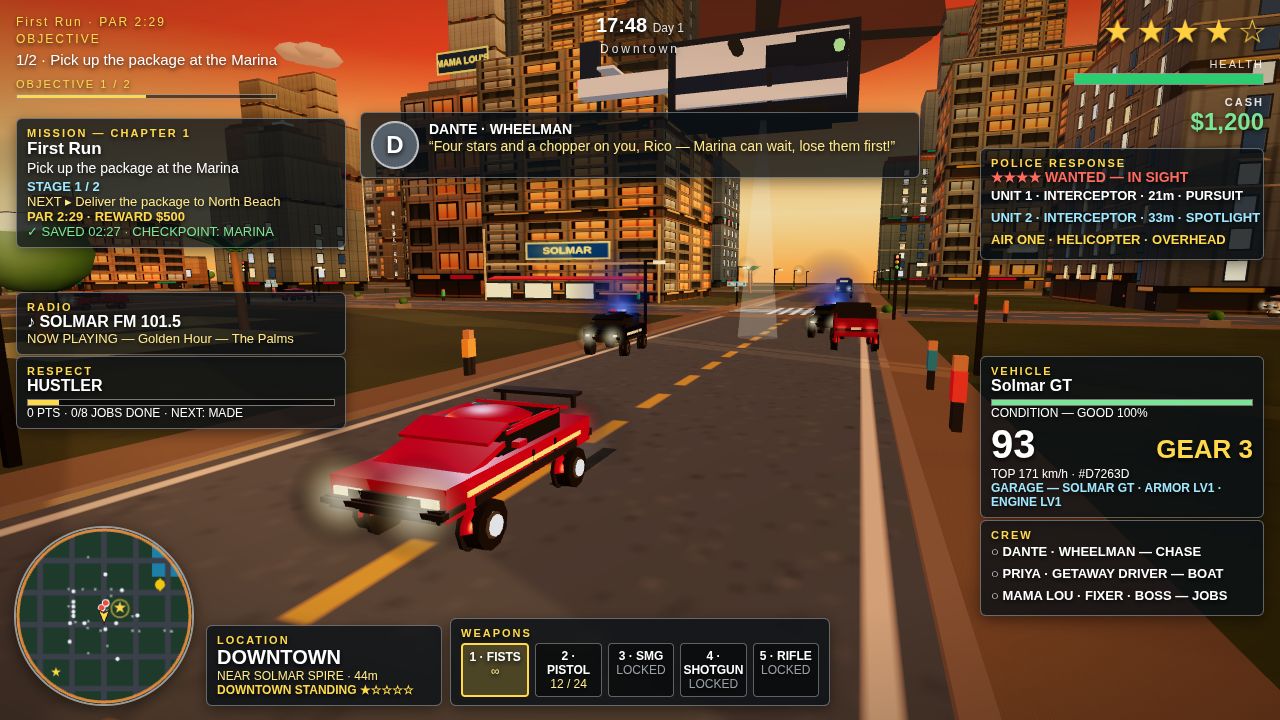 First Run · PAR 2:29
OBJECTIVE
1/2 · Pick up the package at the Marina
OBJECTIVE 1 / 2
MISSION — CHAPTER 1
First Run
Pick up the package at the Marina
STAGE 1 / 2
NEXT ▸ Deliver the package to North Beach
PAR 2:29 · REWARD $500
✓ SAVED 02:27 · CHECKPOINT: MARINA
RADIO
♪ SOLMAR FM 101.5
NOW PLAYING — Golden Hour — The Palms
RESPECT
HUSTLER
0 PTS · 0/8 JOBS DONE · NEXT: MADE
17:48 Day 1
Downtown
MAMA LOU'S
D
DANTE · WHEELMAN
“Four stars and a chopper on you, Rico — Marina can wait, lose them first!”
SOLMAR
★★★★☆
HEALTH
CASH
$1,200
POLICE RESPONSE
★★★★ WANTED — IN SIGHT
UNIT 1 · INTERCEPTOR · 21m · PURSUIT
UNIT 2 · INTERCEPTOR · 33m · SPOTLIGHT
AIR ONE · HELICOPTER · OVERHEAD
VEHICLE
Solmar GT
CONDITION — GOOD 100%
93 GEAR 3
TOP 171 km/h · #D7263D
GARAGE — SOLMAR GT · ARMOR LV1 ·
ENGINE LV1
CREW
○ DANTE · WHEELMAN — CHASE
○ PRIYA · GETAWAY DRIVER — BOAT
○ MAMA LOU · FIXER · BOSS — JOBS
LOCATION
DOWNTOWN
NEAR SOLMAR SPIRE · 44m
DOWNTOWN STANDING ★☆☆☆☆
WEAPONS
1 · FISTS
∞
2 ·
PISTOL
12 / 24
3 · SMG
LOCKED
4 ·
SHOTGUN
LOCKED
5 · RIFLE
LOCKED